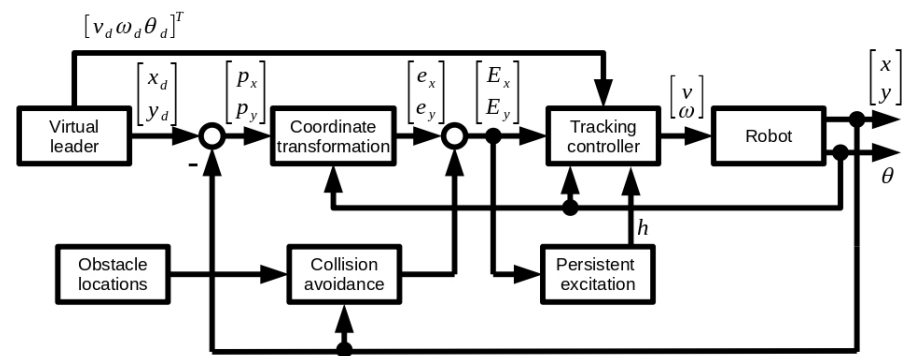 [v_d ω_d θ_d]^T
[x_d
y_d]
[p_x
p_y]
[e_x
e_y]
[E_x
E_y]
[v
ω]
[x
y]
Virtual
leader
-
Coordinate
transformation
Tracking
controller
Robot
θ
h
Obstacle
locations
Collision
avoidance
Persistent
excitation